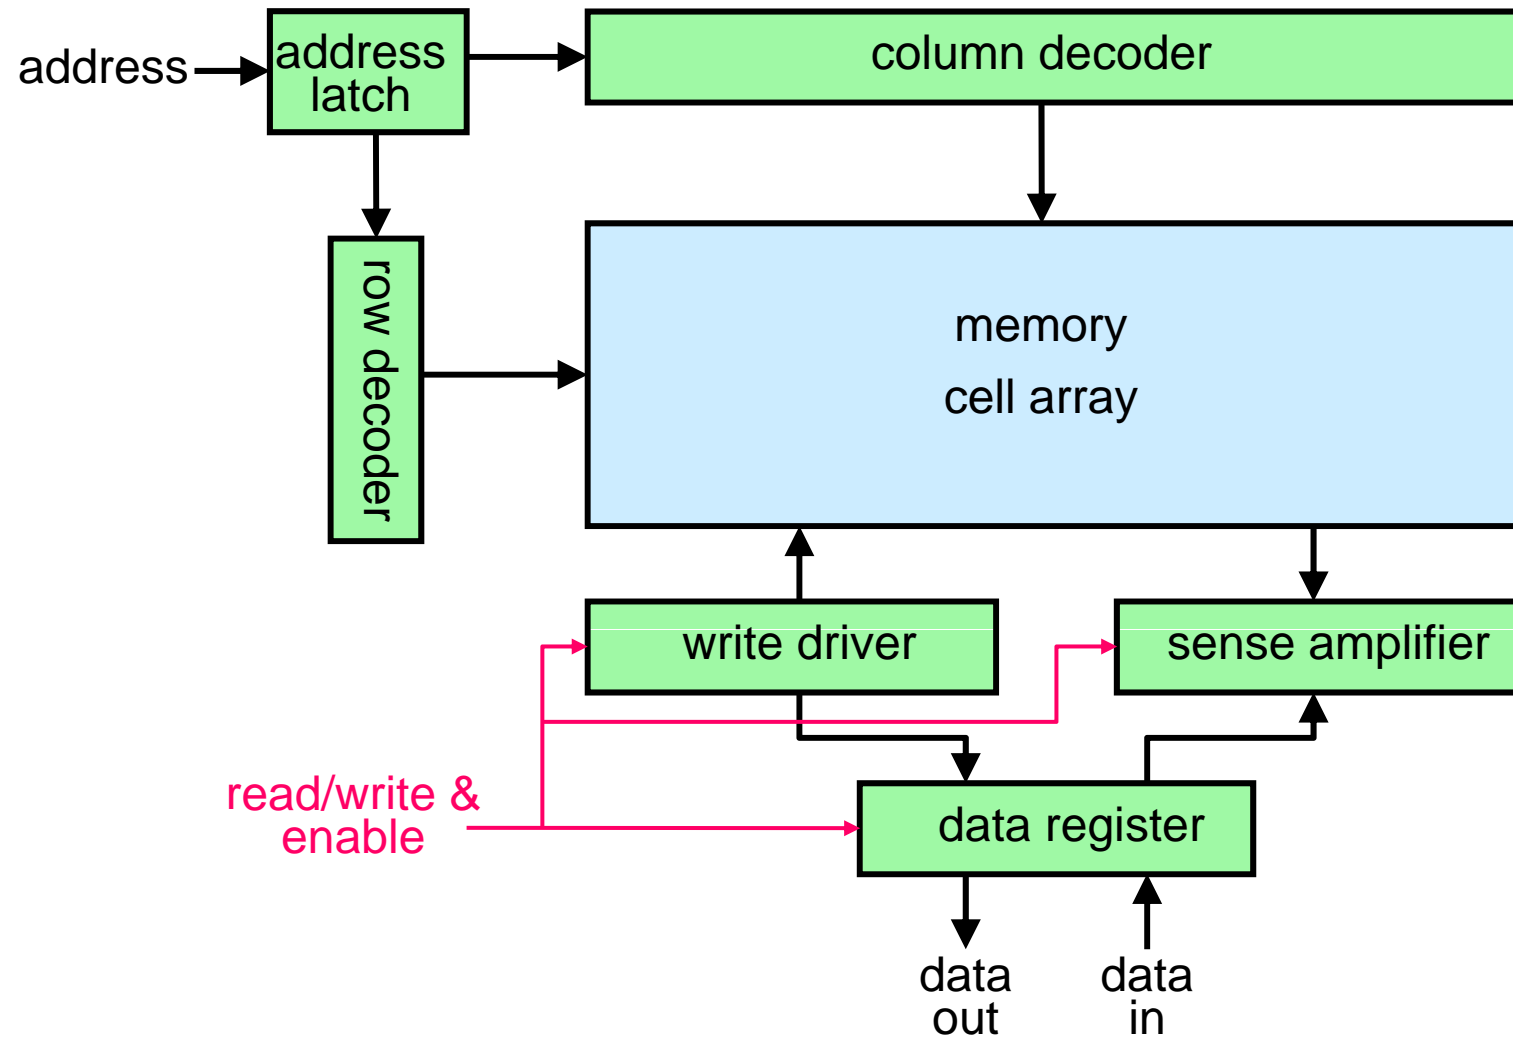 address
address
latch
column decoder
row decoder
memory
cell array
write driver
sense amplifier
read/write &
enable
data register
data
out
data
in